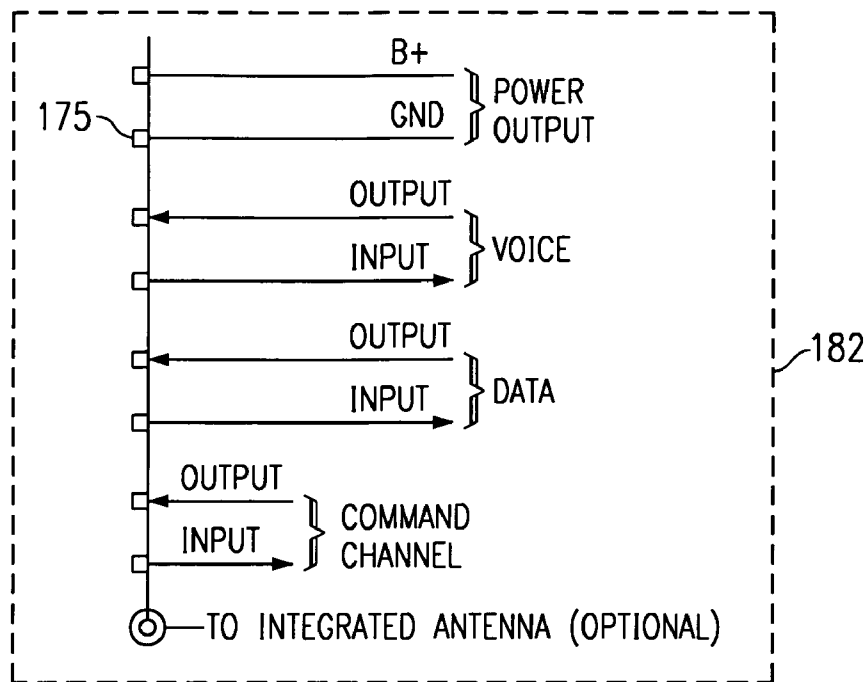 B+
POWER
175
GND
OUTPUT
OUTPUT
VOICE
INPUT
OUTPUT
182
DATA
INPUT
OUTPUT
COMMAND
INPUT
CHANNEL
TO INTEGRATED ANTENNA (OPTIONAL)